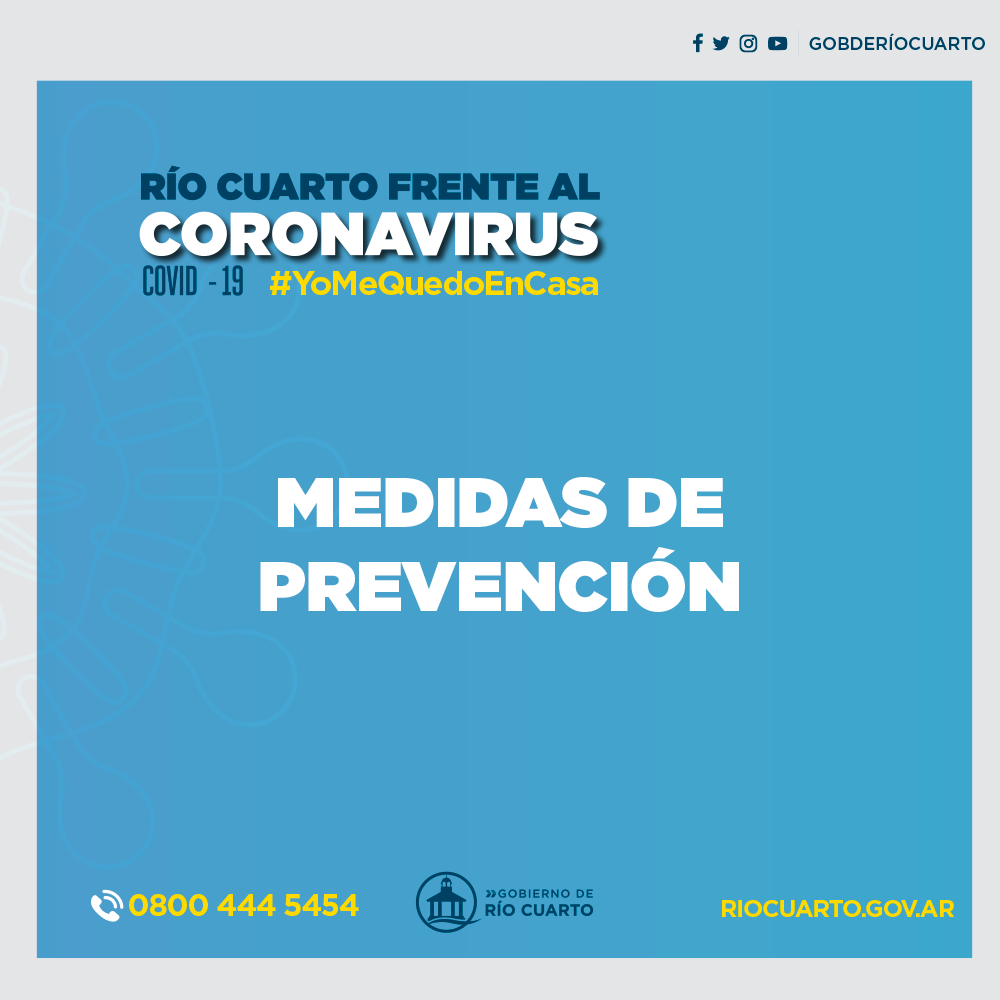 GOBDERÍOCUARTO
RÍO CUARTO FRENTE AL
CORONAVIRUS
COVID - 19 #YoMeQuedoEnCasa
MEDIDAS DE
PREVENCIÓN
0800 444 5454
GOBIERNO DE
RÍO CUARTO
RIOCUARTO.GOV.AR